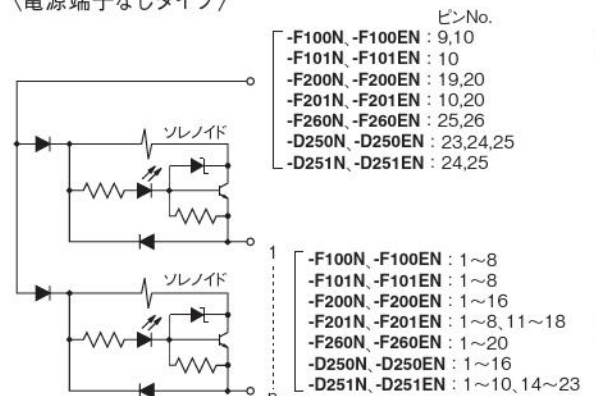 〈電源端子なしタイプ〉
ピンNo.
-F100N、-F100EN：9,10
-F101N、-F101EN：10
-F200N、-F200EN：19,20
-F201N、-F201EN：10,20
-F260N、-F260EN：25,26
-D250N、-D250EN：23,24,25
-D251N、-D251EN：24,25
ソレノイド
1
-F100N、-F100EN：1～8
-F101N、-F101EN：1～8
-F200N、-F200EN：1～16
-F201N、-F201EN：1～8、11～18
-F260N、-F260EN：1～20
-D250N、-D250EN：1～16
-D251N、-D251EN：1～10、14～23
ソレノイド
n